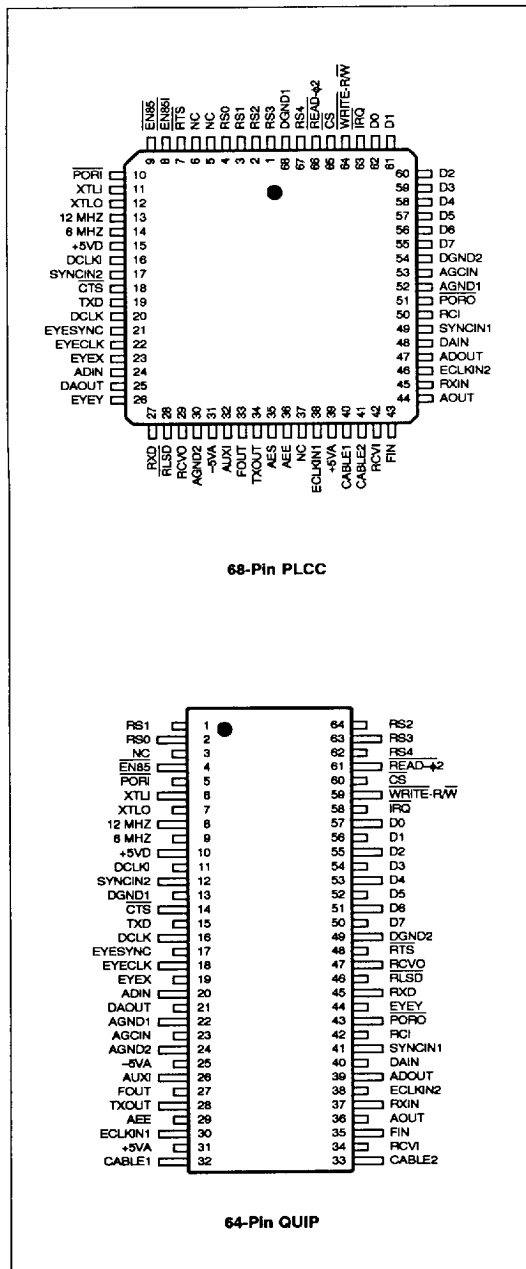 EN85
EN85I
RTS
NC
NC
RS0
RS1
RS2
RS3
DGND1
RS4
READ-φ2
CS
WRITE-R/W
IRQ
D0
D1
9 8 7 6 5 4 3 2 1 68 67 66 65 64 63 62 61
PORI 10
XTLI 11
XTLO 12
12 MHZ 13
6 MHZ 14
+5VD 15
DCLKI 16
SYNCIN2 17
CTS 18
TXD 19
DCLK 20
EYESYNC 21
EYECLK 22
EYEX 23
ADIN 24
DAOUT 25
EYEY 26
60 D2
59 D3
58 D4
57 D5
56 D6
55 D7
54 DGND2
53 AGCIN
52 AGND1
51 PORO
50 RCI
49 SYNCIN1
48 DAIN
47 ADOUT
46 ECLKIN2
45 RXIN
44 AOUT
27 28 29 30 31 32 33 34 35 36 37 38 39 40 41 42 43
RXD
RLSD
RCVO
AGND2
-5VA
AUXI
FOUT
TXOUT
AES
AEE
NC
ECLKIN1
+5VA
CABLE1
CABLE2
RCVI
FIN
68-Pin PLCC
RS1 1 64 RS2
RS0 2 63 RS3
NC 3 62 RS4
EN85 4 61 READ-φ2
PORI 5 60 CS
XTLI 6 59 WRITE-R/W
XTLO 7 58 IRQ
12 MHZ 8 57 D0
6 MHZ 9 56 D1
+5VD 10 55 D2
DCLKI 11 54 D3
SYNCIN2 12 53 D4
DGND1 13 52 D5
CTS 14 51 D6
TXD 15 50 D7
DCLK 16 49 DGND2
EYESYNC 17 48 RTS
EYECLK 18 47 RCVO
EYEX 19 46 RLSD
ADIN 20 45 RXD
DAOUT 21 44 EYEY
AGND1 22 43 PORO
AGCIN 23 42 RCI
AGND2 24 41 SYNCIN1
-5VA 25 40 DAIN
AUXI 26 39 ADOUT
FOUT 27 38 ECLKIN2
TXOUT 28 37 RXIN
AEE 29 36 AOUT
ECLKIN1 30 35 FIN
+5VA 31 34 RCVI
CABLE1 32 33 CABLE2
64-Pin QUIP